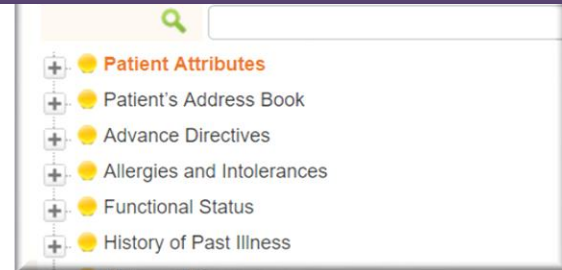 Patient Attributes
Patient's Address Book
Advance Directives
Allergies and Intolerances
Functional Status
History of Past Illness